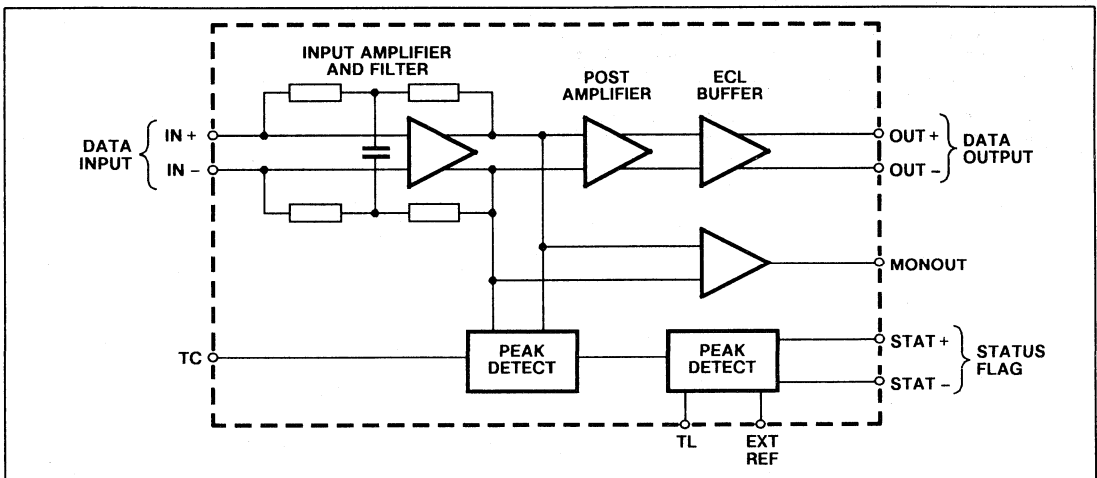 INPUT AMPLIFIER
AND FILTER
POST
AMPLIFIER
ECL
BUFFER
DATA
INPUT
IN +
IN −
OUT +
OUT −
DATA
OUTPUT
MONOUT
TC
PEAK
DETECT
PEAK
DETECT
STAT +
STAT −
STATUS
FLAG
TL
EXT
REF